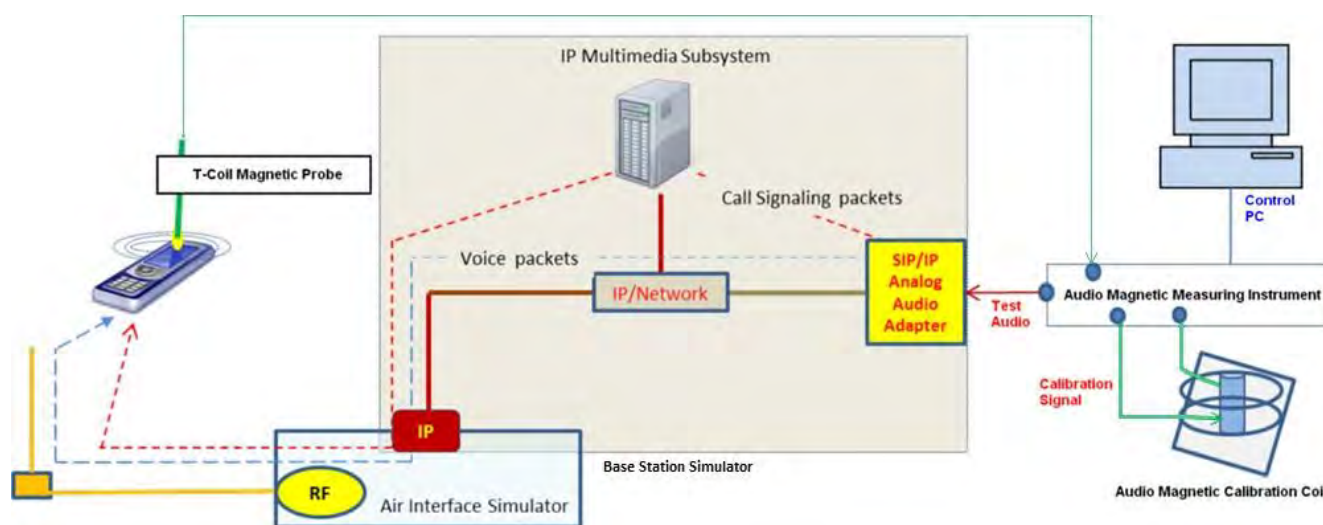 IP Multimedia Subsystem
T-Coil Magnetic Probe
Call Signaling packets
Control
PC
Voice packets
IP/Network
SIP/IP
Analog
Audio
Adapter
Test
Audio
Audio Magnetic Measuring Instrument
Calibration
Signal
IP
Base Station Simulator
RF
Air Interface Simulator
Audio Magnetic Calibration Coi